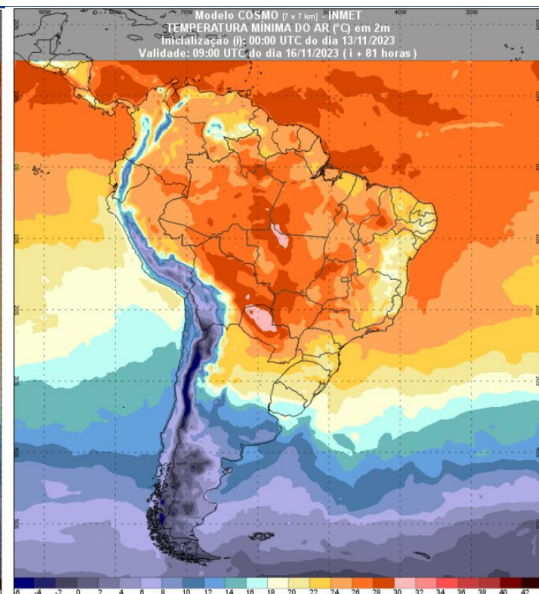 Modelo COSMO [7 x 7 km] - INMET
TEMPERATURA MÍNIMA DO AR (°C) em 2m
Inicialização (i): 00:00 UTC do dia 13/11/2023
Validade: 09:00 UTC do dia 16/11/2023 ( i + 81 horas )
-6 -4 -2 0 2 4 6 8 10 12 14 16 18 20 22 24 26 28 30 32 34 36 38 40 42